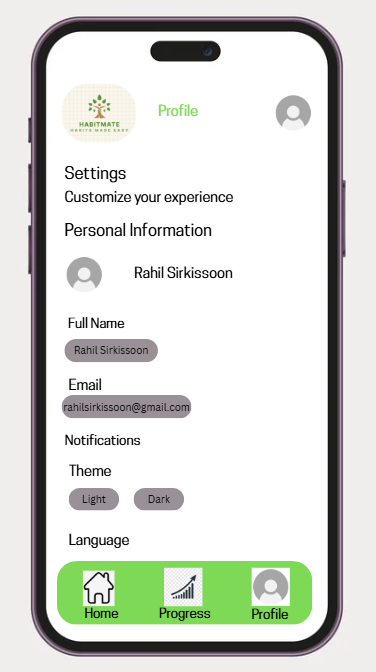 HABITMATE
HABITS MADE EASY
Profile
Settings
Customize your experience
Personal Information
Rahil Sirkissoon
Full Name
Rahil Sirkissoon
Email
rahilsirkissoon@gmail.com
Notifications
Theme
Light Dark
Language
Home Progress Profile